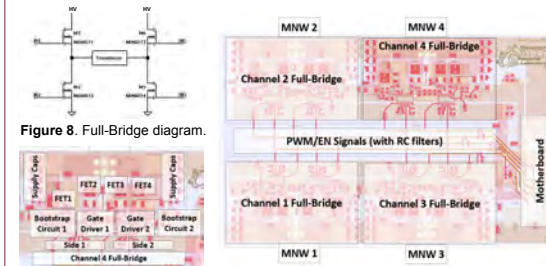 HV
HV
Transducer
Figure 8. Full-Bridge diagram.
Supply Caps
FET1
FET2
FET3
FET4
Supply Caps
Bootstrap Circuit 1
Gate Driver 1
Gate Driver 2
Bootstrap Circuit 2
Side 1
Side 2
Channel 4 Full-Bridge
MNW 2
MNW 4
Channel 2 Full-Bridge
Channel 4 Full-Bridge
PWM/EN Signals (with RC filters)
Motherboard
Channel 1 Full-Bridge
Channel 3 Full-Bridge
MNW 1
MNW 3